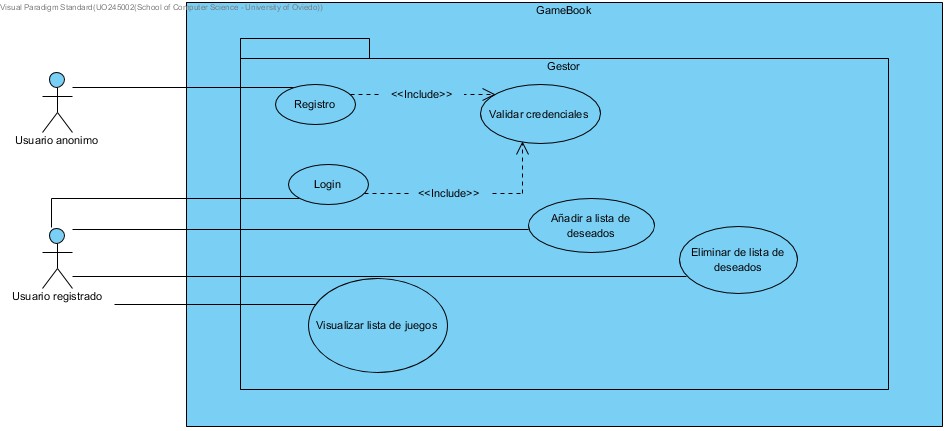 Visual Paradigm Standard(UO245002(School of Computer Science - University of Oviedo))
GameBook
Gestor
Registro
<<Include>>
Validar credenciales
Usuario anonimo
Login
<<Include>>
Añadir a lista de
deseados
Eliminar de lista de
deseados
Usuario registrado
Visualizar lista de juegos